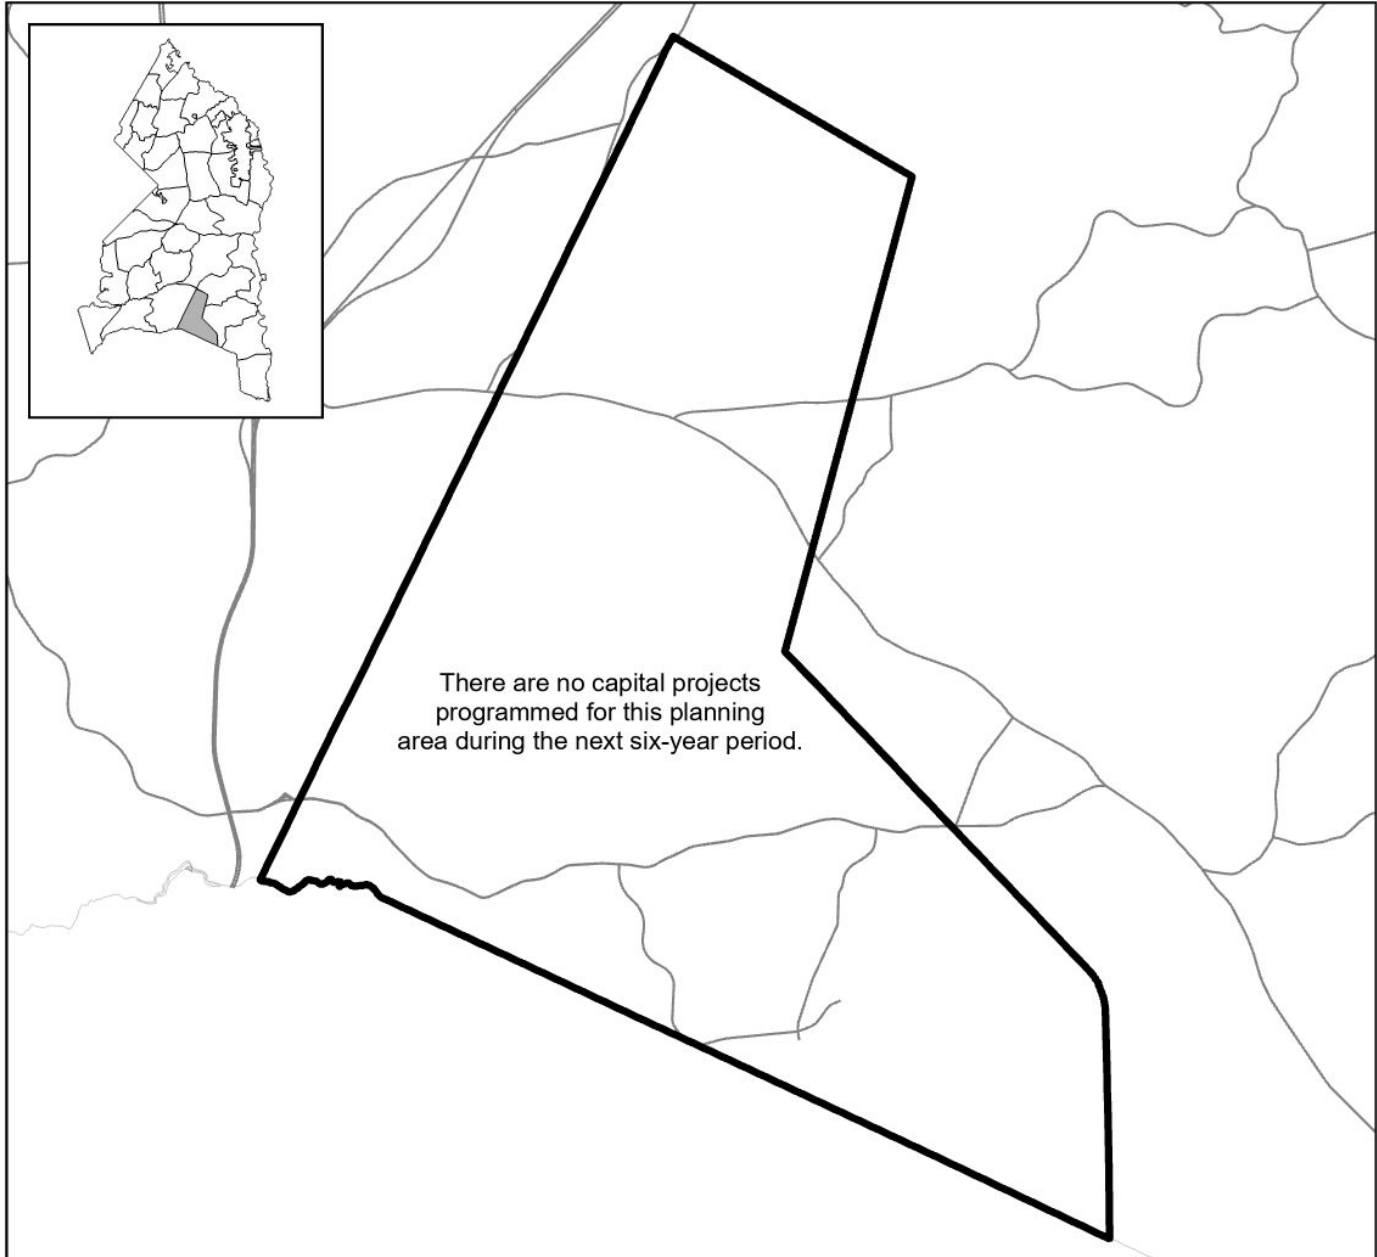 There are no capital projects
programmed for this planning
area during the next six-year period.